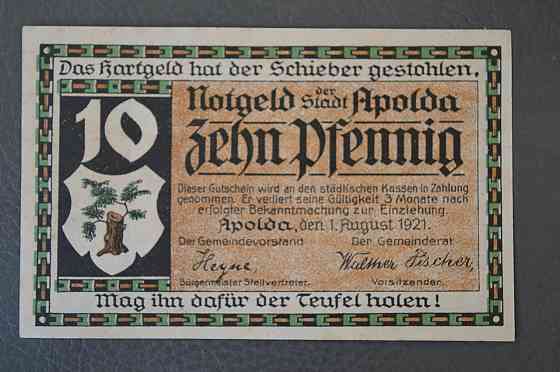 Das Hartgeld hat der Schieber gestohlen.
10
Notgeld der Stadt Apolda
Zehn Pfennig
Dieser Gutschein wird an den städtischen Kassen in Zahlung
genommen. Er verliert seine Gültigkeit 3 Monate nach
erfolgter Bekanntmachung zur Einziehung.
Apolda, den 1. August 1921.
Der Gemeindevorstand Der Gemeinderat
Heyne, Walther Fischer,
Bürgermeister Stellvertreter. Vorsitzender.
Mag ihn dafür der Teufel holen!